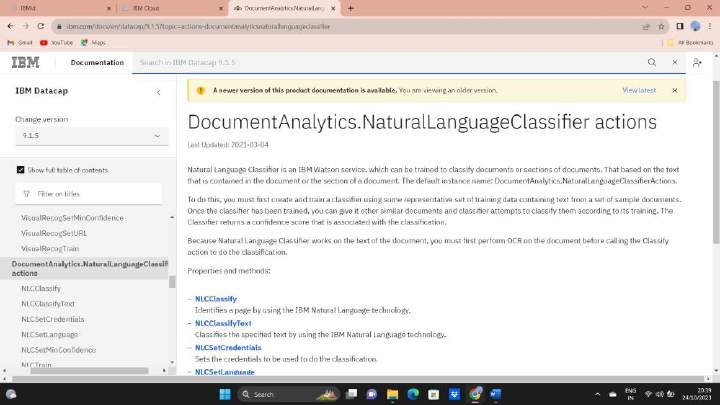 IBMid
IBM Cloud
DocumentAnalytics.NaturalLang
ibm.com/docs/en/datacap/9.1.5?topic=actions-documentanalyticsnaturallanguageclassifier
Gmail YouTube Maps
All Bookmarks
IBM Documentation
Search in IBM Datacap 9.1.5
IBM Datacap
Change version
9.1.5
Show full table of contents
Filter on titles
VisualRecogSetMinConfidence
VisualRecogSetURL
VisualRecogTrain
DocumentAnalytics.NaturalLanguageClassif
actions
NLCClassify
NLCClassifyText
NLCSetCredentials
NLCSetLanguage
NLCSetMinConfidence
NLCTrain
A newer version of this product documentation is available. You are viewing an older version.
View latest
DocumentAnalytics.NaturalLanguageClassifier actions
Last Updated: 2021-03-04
Natural Language Classifier is an IBM Watson service, which can be trained to classify documents or sections of documents. That based on the text
that is contained in the document or the section of a document. The default instance name: DocumentAnalytics.NaturalLanguageClassifierActions.
To do this, you must first create and train a classifier using some representative set of training data containing text from a set of sample documents.
Once the classifier has been trained, you can give it other similar documents and classifier attempts to classify them according to its training. The
Classifier returns a confidence score that is associated with the classification.
Because Natural Language Classifier works on the text of the document, you must first perform OCR on the document before calling the Classify
action to do the classification.
Properties and methods:
– NLCClassify
Identifies a page by using the IBM Natural Language technology.
– NLCClassifyText
Classifies the specified text by using the IBM Natural Language technology.
– NLCSetCredentials
Sets the credentials to be used to do the classification.
– NLCSetLanguage
Search
ENG
IN
20:39
24/10/2023